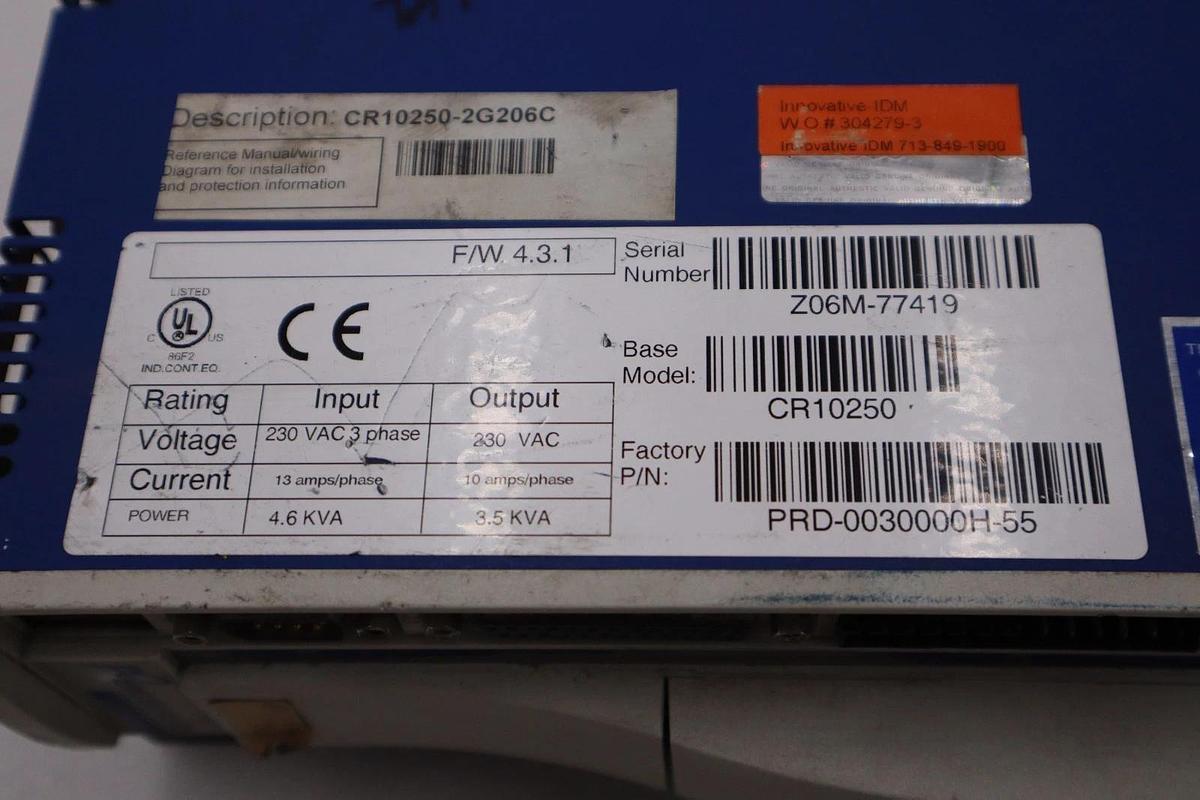 Description: CR10250-2G206C
Reference Manual/wiring
Diagram for installation
and protection information
Innovative IDM
W.O # 304279-3
Innovative IDM 713-849-1900
F/W 4.3.1
LISTED
UL
C US
86F2
IND.CONT.EQ.
CE
Rating Input Output
Voltage 230 VAC 3 phase 230 VAC
Current 13 amps/phase 10 amps/phase
POWER 4.6 KVA 3.5 KVA
Serial
Number
Z06M-77419
Base
Model:
CR10250
Factory
P/N:
PRD-0030000H-55